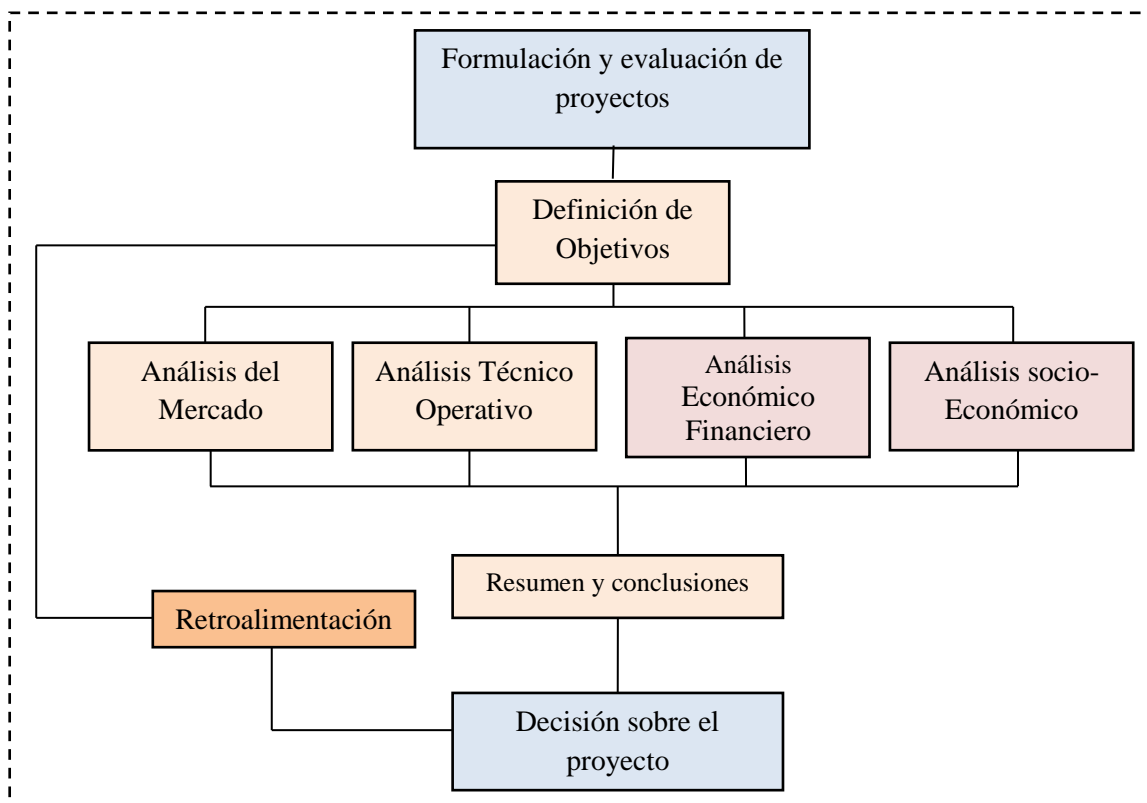 Formulación y evaluación de
proyectos
Definición de
Objetivos
Análisis del
Mercado
Análisis Técnico
Operativo
Análisis
Económico
Financiero
Análisis socio-
Económico
Resumen y conclusiones
Retroalimentación
Decisión sobre el
proyecto